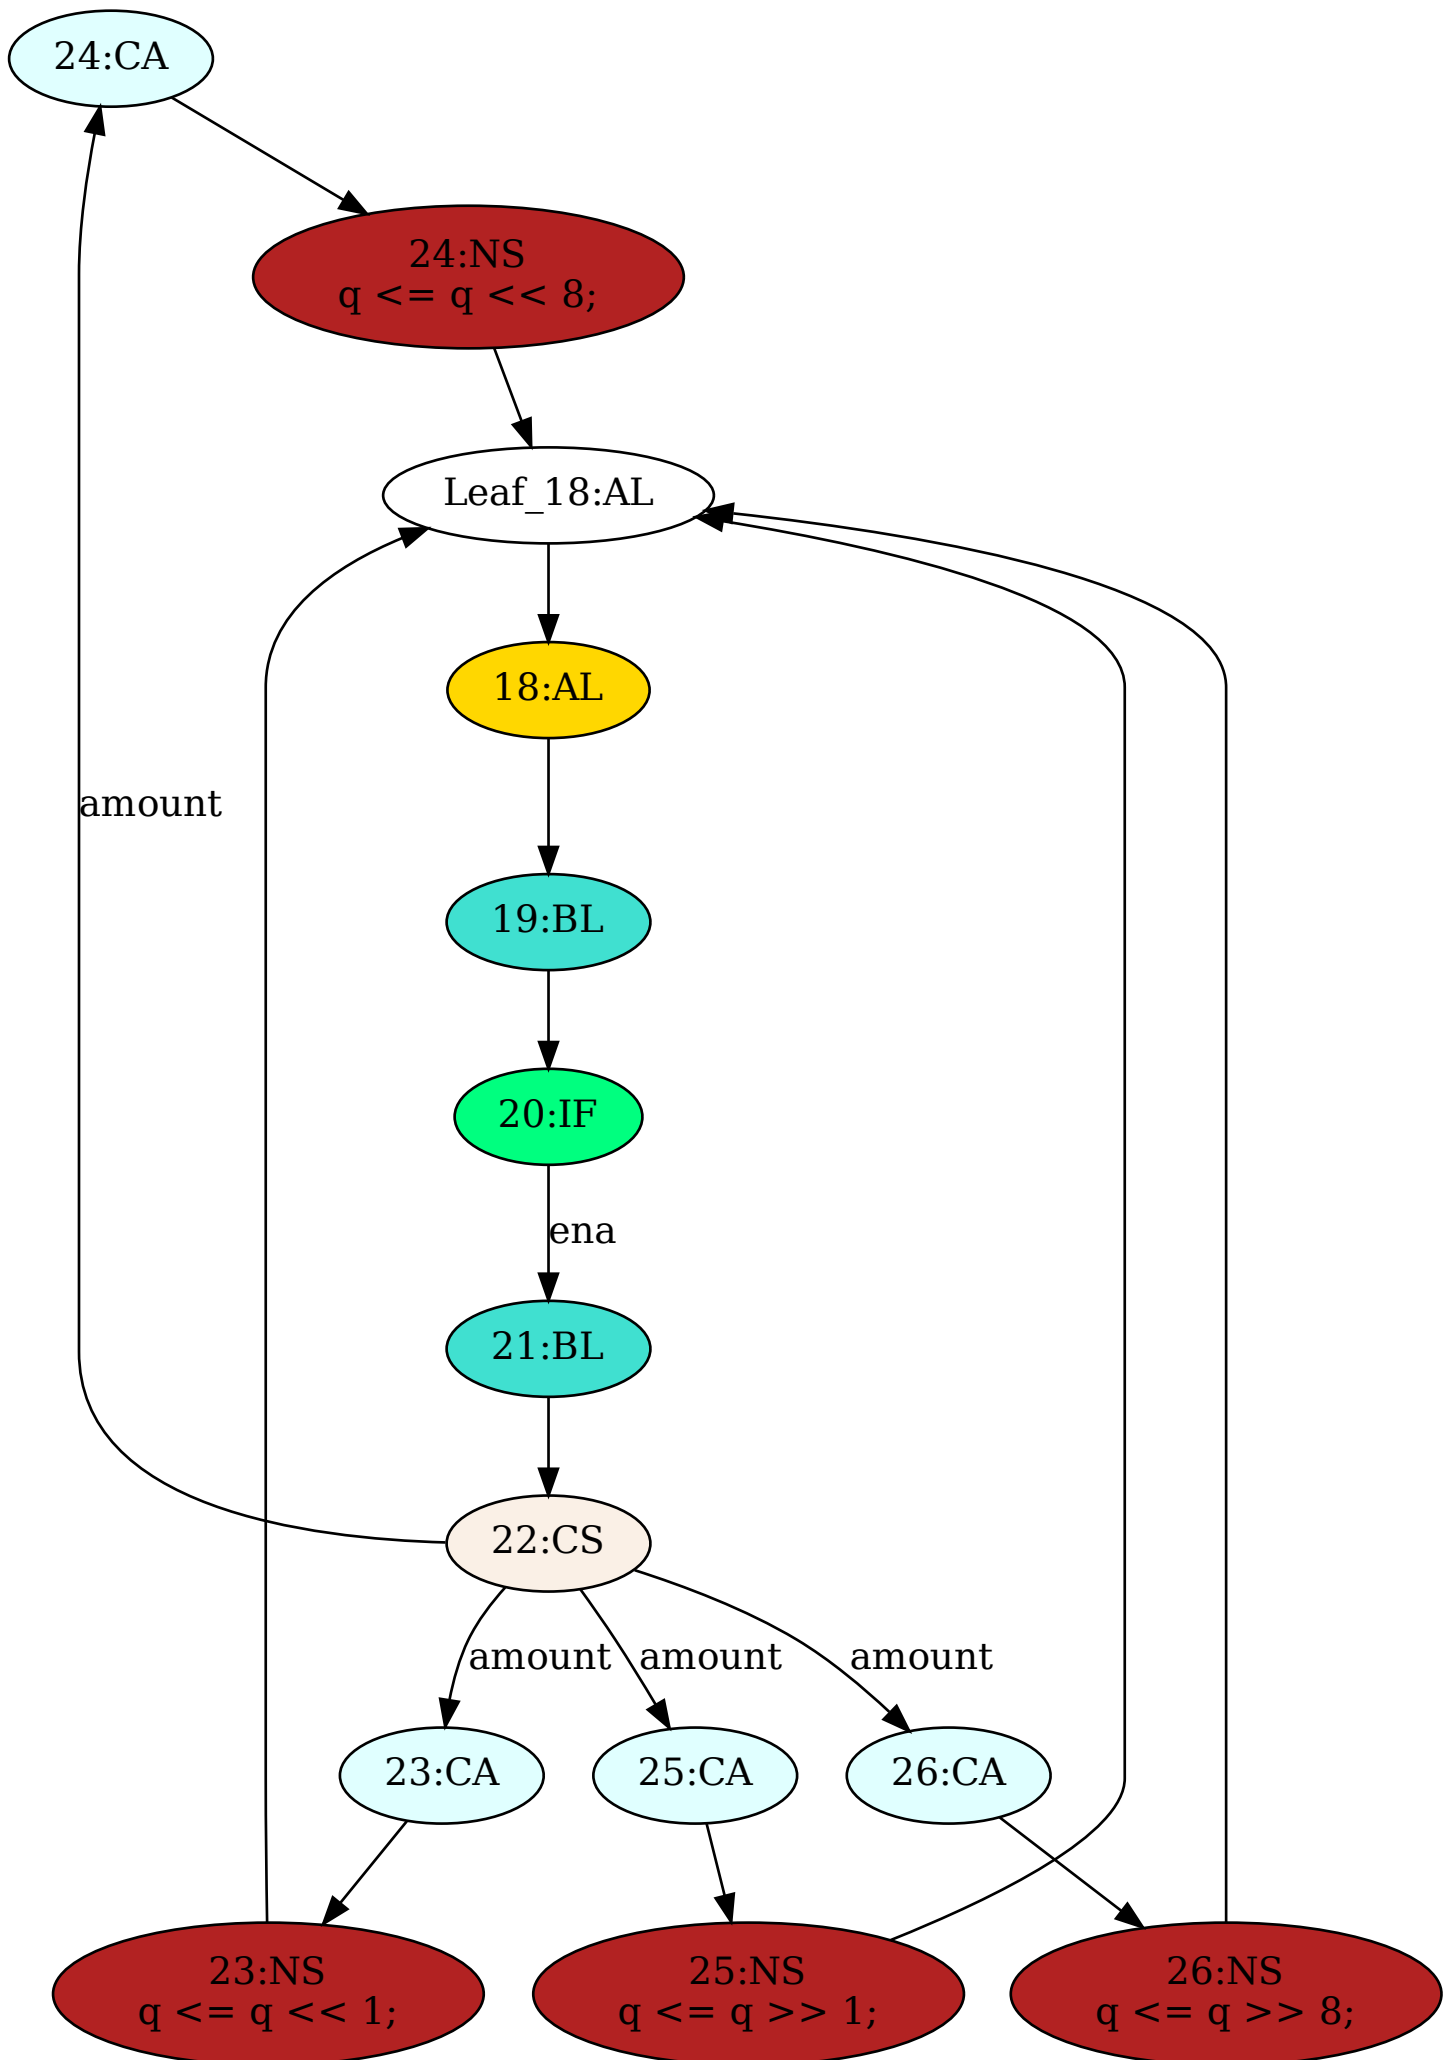 24:CA
24:NS
q <= q << 8;
Leaf_18:AL
18:AL
amount
19:BL
20:IF
ena
21:BL
22:CS
amount
amount
amount
23:CA
25:CA
26:CA
23:NS
q <= q << 1;
25:NS
q <= q >> 1;
26:NS
q <= q >> 8;